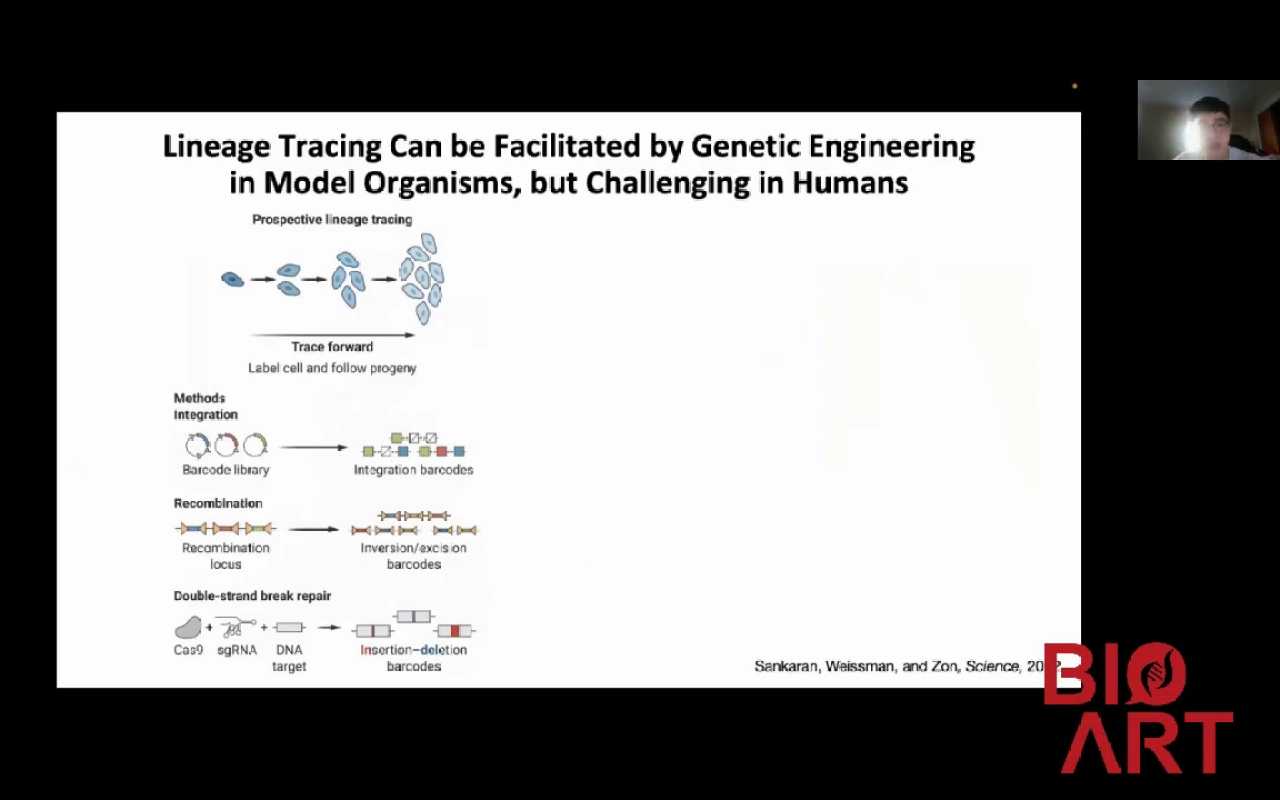 Lineage Tracing Can be Facilitated by Genetic Engineering
in Model Organisms, but Challenging in Humans
Prospective lineage tracing
Trace forward
Label cell and follow progeny
Methods
Integration
Barcode library
Integration barcodes
Recombination
Recombination
locus
Inversion/excision
barcodes
Double-strand break repair
+
+
Cas9
sgRNA
DNA
target
Insertion–deletion
barcodes
Sankaran, Weissman, and Zon, Science,
BIO
ART